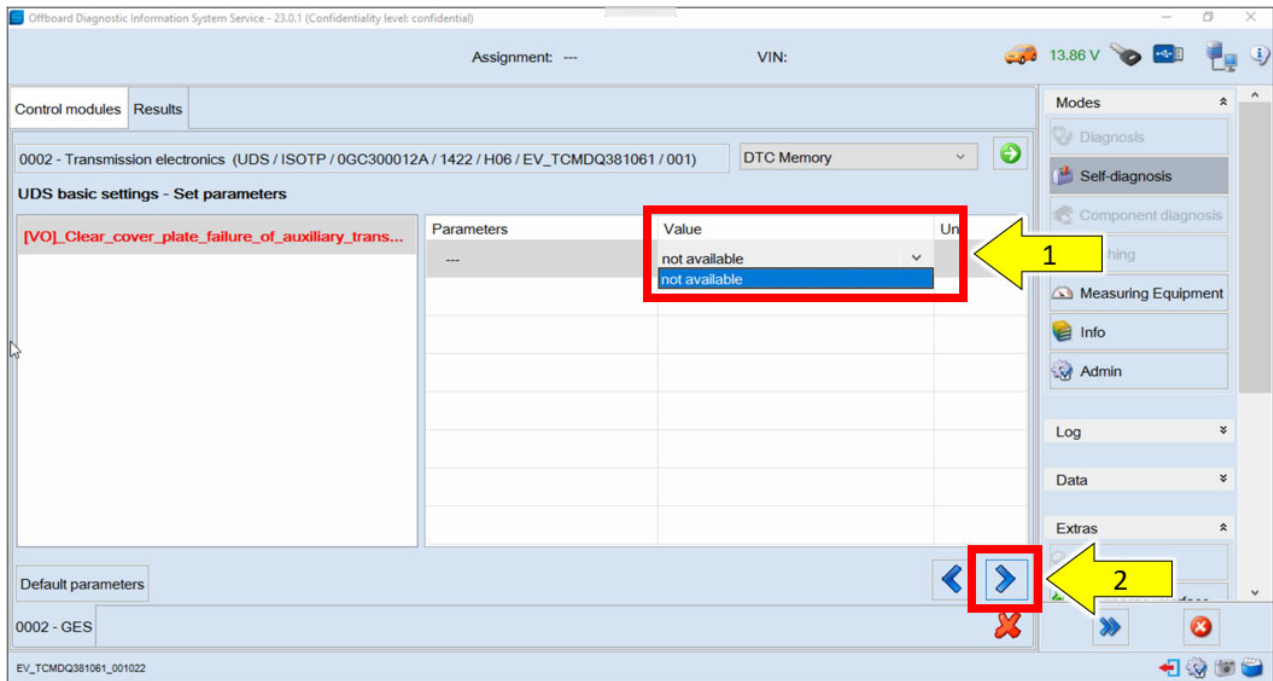 Offboard Diagnostic Information System Service - 23.0.1 (Confidentiality level: confidential)
Assignment: ---
VIN:
13.86 V
Control modules
Results
0002 - Transmission electronics (UDS / ISOTP / 0GC300012A / 1422 / H06 / EV_TCMDQ381061 / 001)
DTC Memory
UDS basic settings - Set parameters
[VO]_Clear_cover_plate_failure_of_auxiliary_trans...
Parameters
Value
Un
---
not available
not available
1
Default parameters
2
0002 - GES
EV_TCMDQ381061_001022
Modes
Diagnosis
Self-diagnosis
Component diagnosis
hing
Measuring Equipment
Info
Admin
Log
Data
Extras